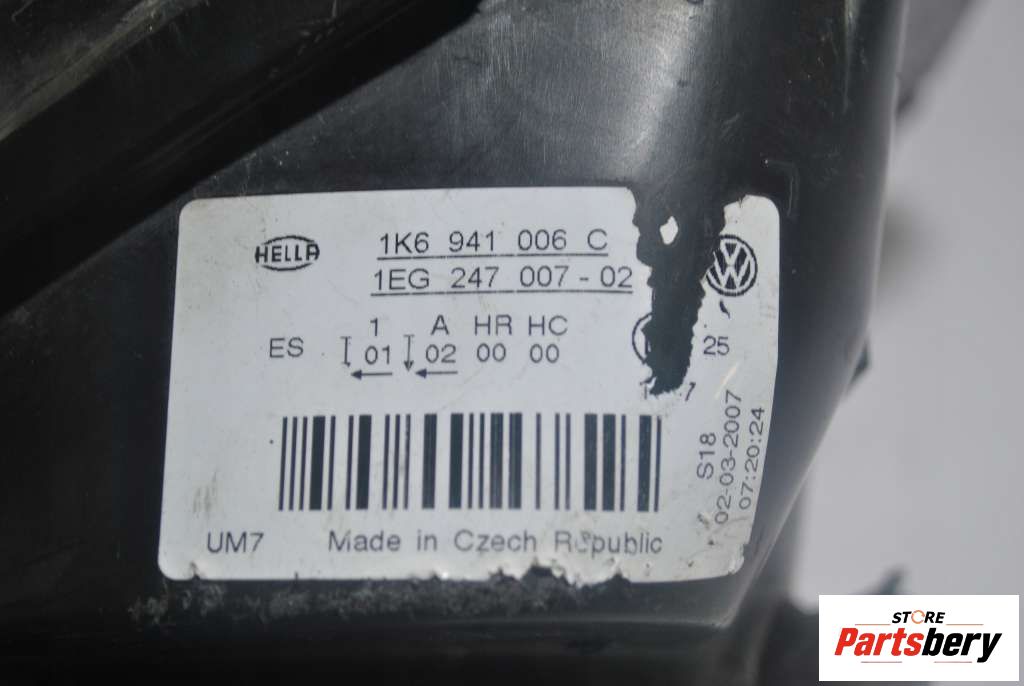 HELLA
1K6 941 006 C
1EG 247 007-02
1 A HR HC
ES 01 02 00 00
25
S18
02-03-2007
07:20:24
UM7 Made in Czech Republic
STORE
Partsbery